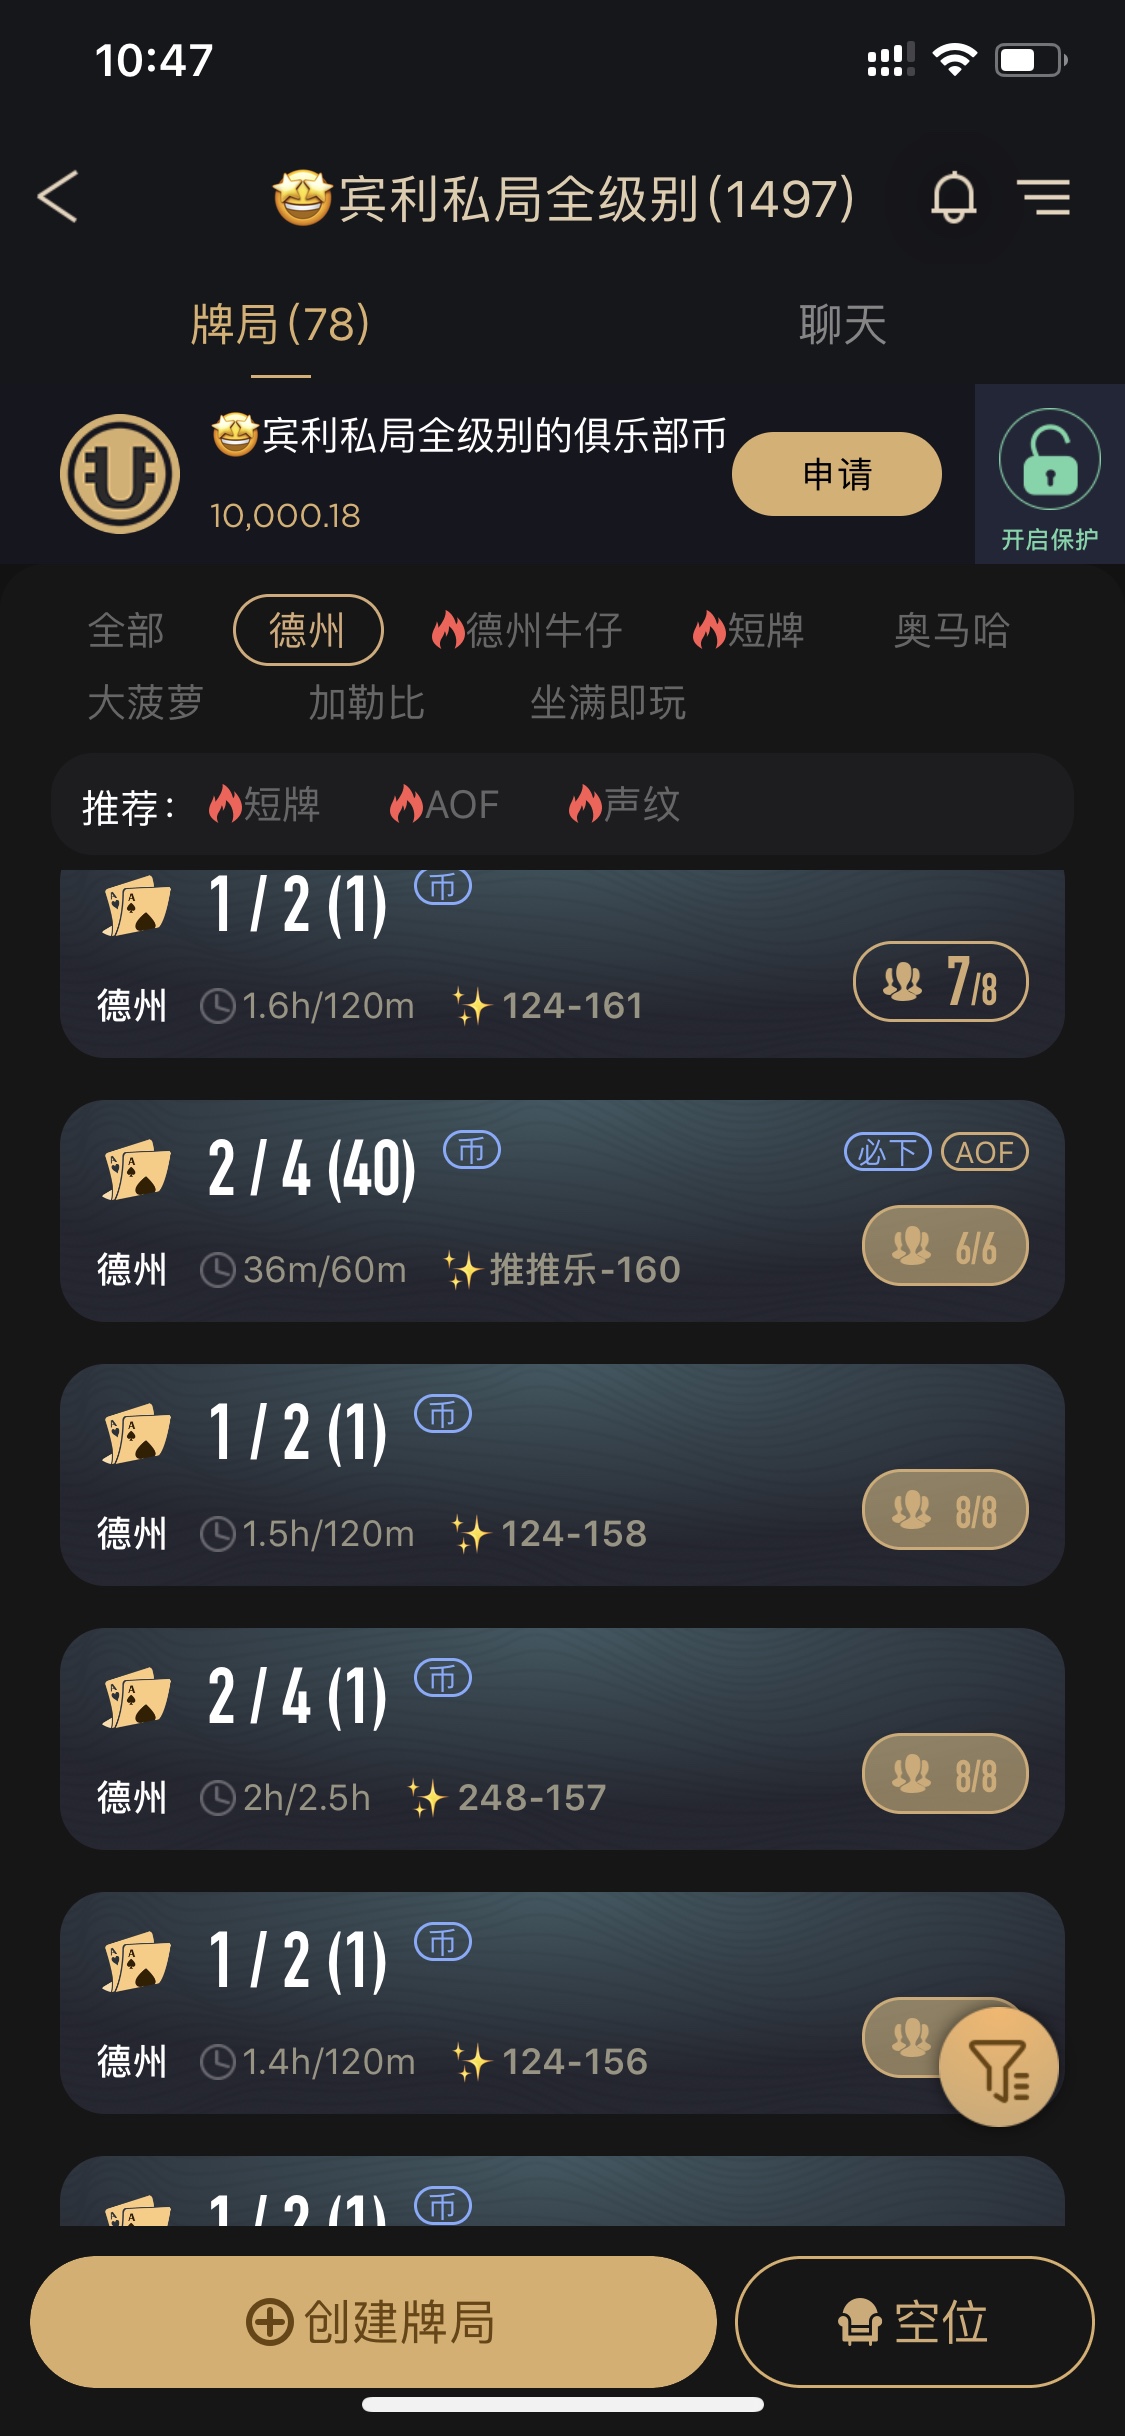 10:47
🤩宾利私局全级别(1497)
牌局(78)
聊天
🤩宾利私局全级别的俱乐部币
10,000.18
申请
开启保护
全部 德州 德州牛仔 短牌 奥马哈
大菠萝 加勒比 坐满即玩
推荐: 短牌 AOF 声纹
1 / 2 (1) 币
7/8
德州 1.6h/120m ✨124-161
2 / 4 (40) 币 必下 AOF
6/6
德州 36m/60m ✨推推乐-160
1 / 2 (1) 币
8/8
德州 1.5h/120m ✨124-158
2 / 4 (1) 币
8/8
德州 2h/2.5h ✨248-157
1 / 2 (1) 币
德州 1.4h/120m ✨124-156
1 / 2 (1) 币
创建牌局
空位